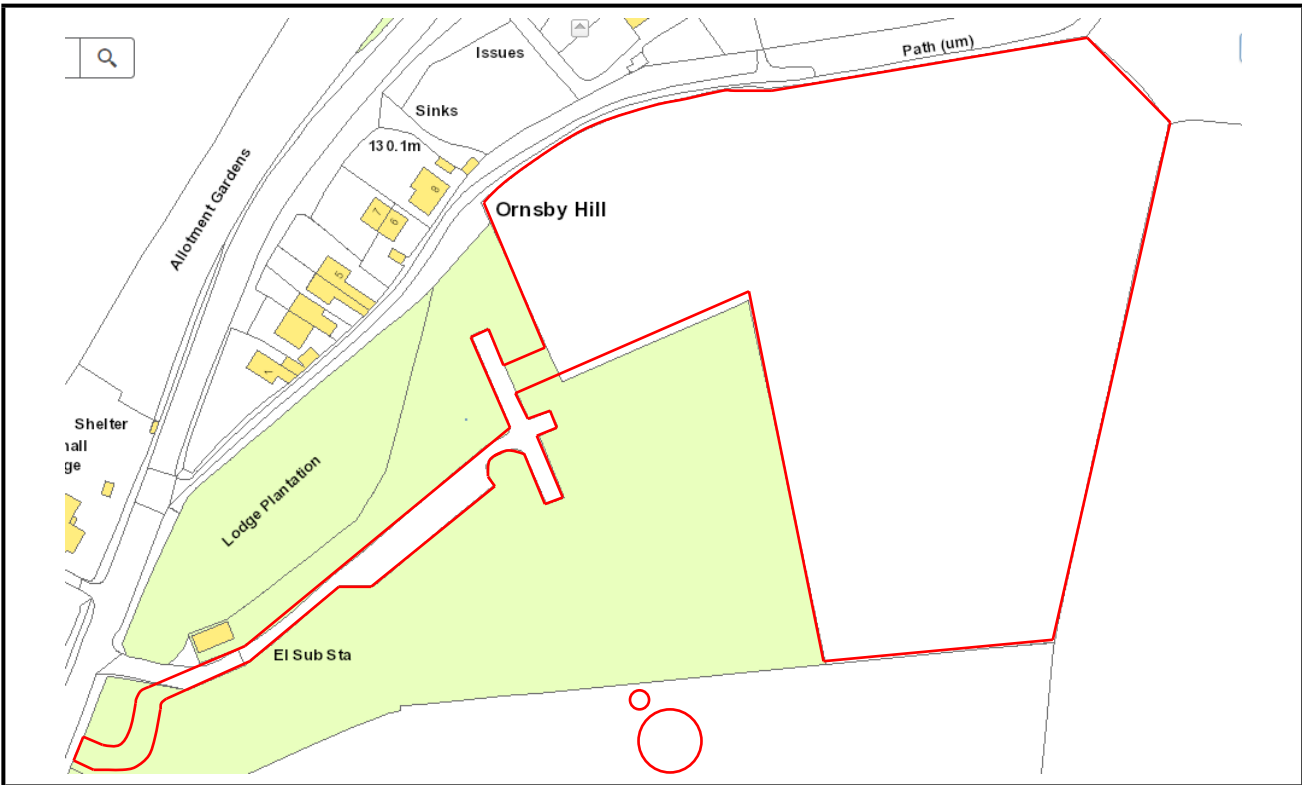 Issues
Path (um)
Sinks
130.1m
Allotment Gardens
8
7
6
Ornsby Hill
5
1
Shelter
hall
ge
Lodge Plantation
El Sub Sta